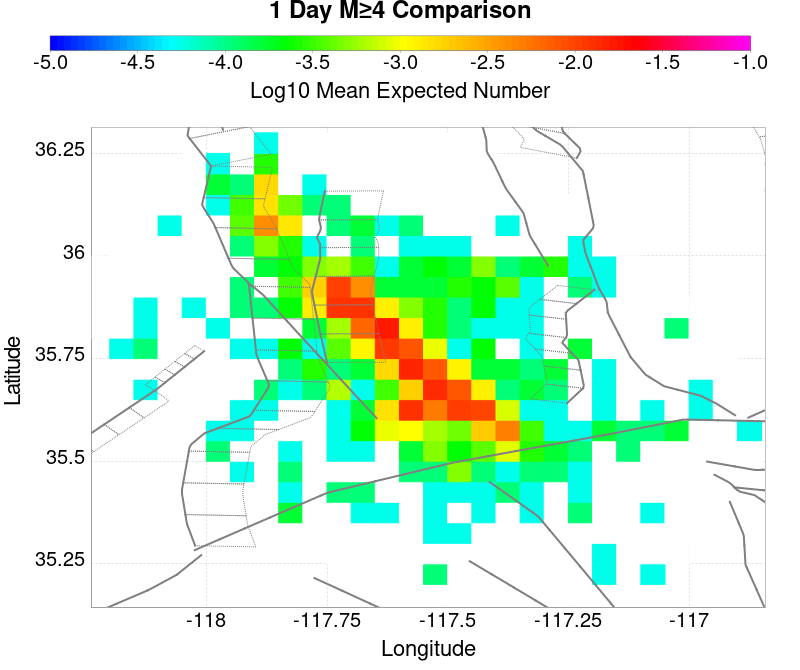 1 Day M≥4 Comparison
-5.0 -4.5 -4.0 -3.5 -3.0 -2.5 -2.0 -1.5 -1.0
Log10 Mean Expected Number
36.25
36
35.75
35.5
35.25
Latitude
-118 -117.75 -117.5 -117.25 -117
Longitude